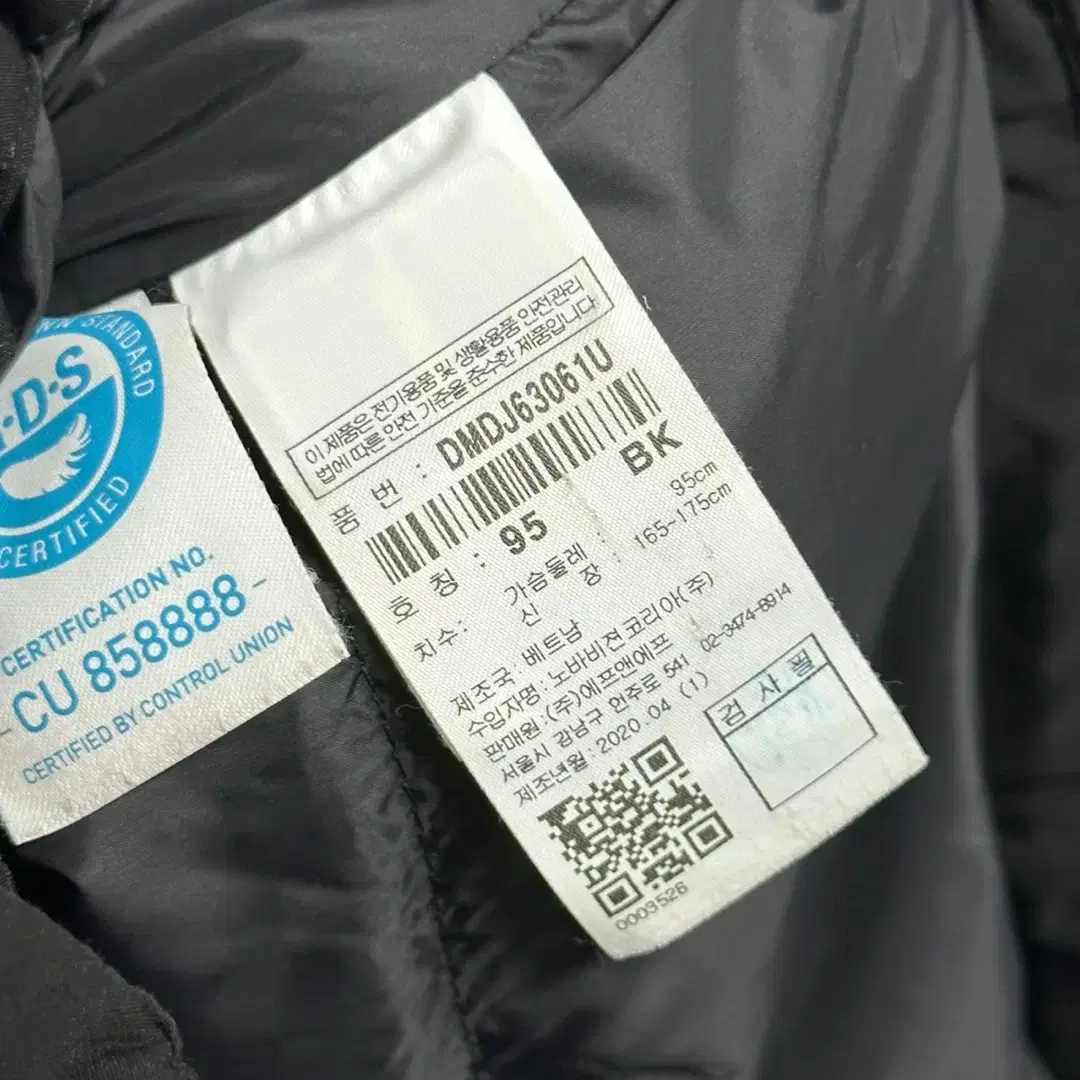 WN STANDARD
·D·S
CERTIFIED
CERTIFICATION NO.
- CU 858888 -
CERTIFIED BY CONTROL UNION
이 제품은 전기용품 및 생활용품 안전관리
법에 따른 안전 기준을 준수한 제품입니다
품 번 : DMDJ63061U
BK
호 칭 : 95
치수: 가슴둘레 : 95cm
신 장 : 165~175cm
제조국: 베트남
수입자명: 노바비젼코리아(주)
판매원 :(주)에프앤에프
서울시 강남구 언주로 541 02-3474-6914
제조년월: 2020.04 (1)
검 사 필
0003526